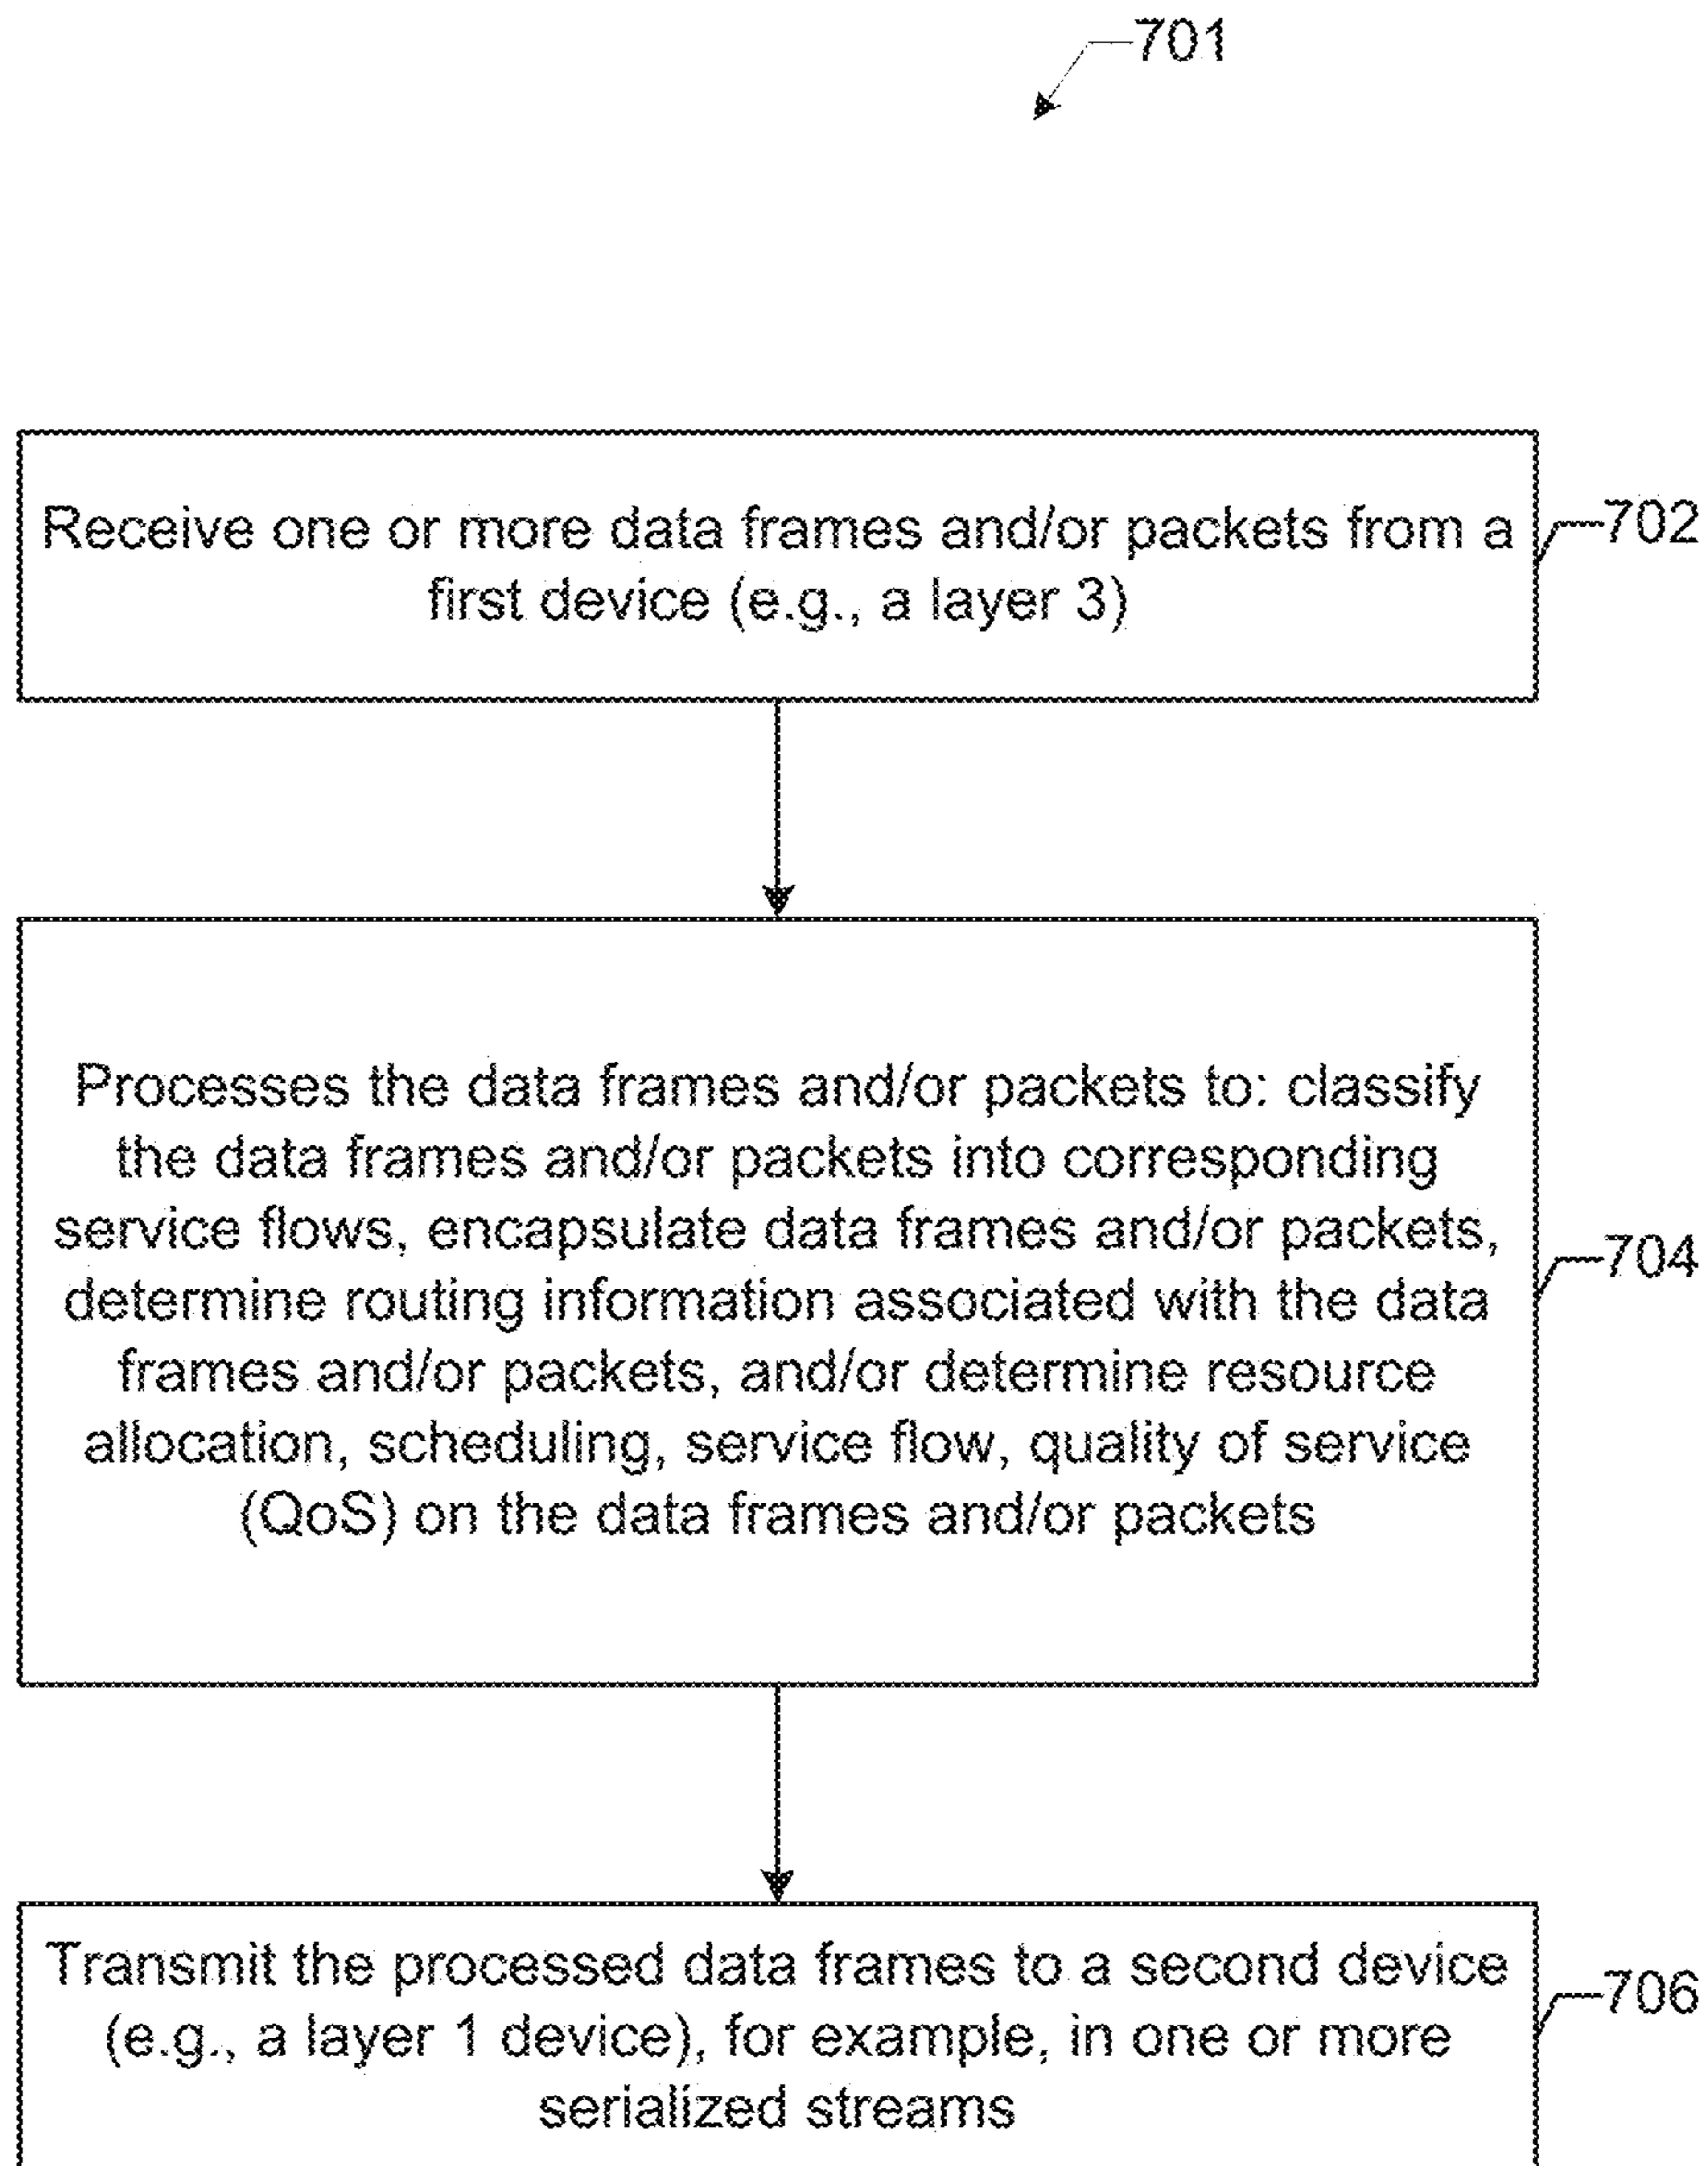 701
Receive one or more data frames and/or packets from a
first device (e.g., a layer 3)
702
Processes the data frames and/or packets to: classify
the data frames and/or packets into corresponding
service flows, encapsulate data frames and/or packets,
determine routing information associated with the data
frames and/or packets, and/or determine resource
allocation, scheduling, service flow, quality of service
(QoS) on the data frames and/or packets
704
Transmit the processed data frames to a second device
(e.g., a layer 1 device), for example, in one or more
serialized streams
706